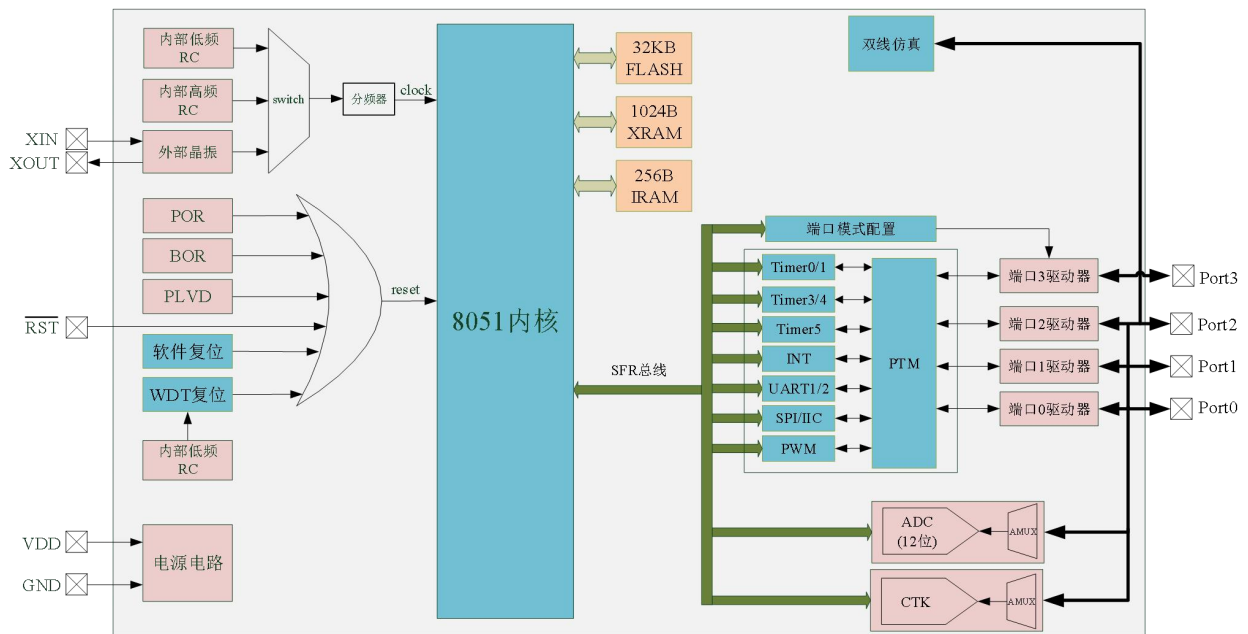 内部低频
RC
内部高频
RC
XIN
XOUT
外部晶振
switch
分频器
clock
POR
BOR
PLVD
RST
软件复位
WDT复位
内部低频
RC
reset
VDD
GND
电源电路
8051内核
32KB
FLASH
1024B
XRAM
256B
IRAM
双线仿真
SFR总线
端口模式配置
Timer0/1
Timer3/4
Timer5
INT
UART1/2
SPI/IIC
PWM
PTM
端口3驱动器
端口2驱动器
端口1驱动器
端口0驱动器
Port3
Port2
Port1
Port0
ADC
(12位)
AMUX
CTK
AMUX